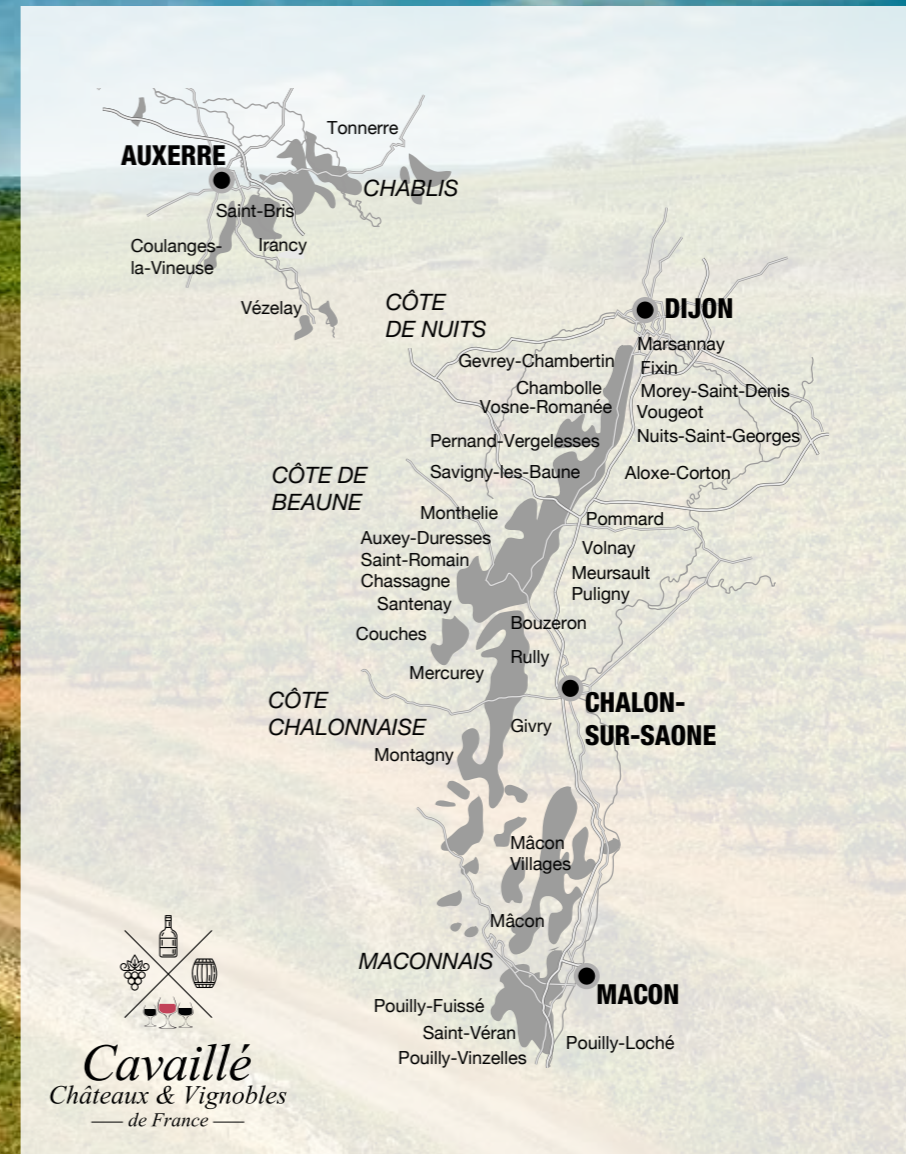 Tonnerre
AUXERRE
CHABLIS
Saint-Bris
Coulanges-
la-Vineuse
Irancy
Vézelay
CÔTE
DE NUITS
DIJON
Marsannay
Gevrey-Chambertin
Fixin
Chambolle
Morey-Saint-Denis
Vosne-Romanée
Vougeot
Pernand-Vergelesses
Nuits-Saint-Georges
CÔTE DE
BEAUNE
Savigny-les-Baune
Aloxe-Corton
Monthelie
Pommard
Auxey-Duresses
Volnay
Saint-Romain
Chassagne
Meursault
Puligny
Santenay
Bouzeron
Couches
Rully
Mercurey
CÔTE
CHALONNAISE
CHALON-
SUR-SAONE
Givry
Montagny
Mâcon
Villages
Mâcon
MACONNAIS
MACON
Pouilly-Fuissé
Saint-Véran
Pouilly-Loché
Pouilly-Vinzelles
Cavaillé
Châteaux & Vignobles
de France